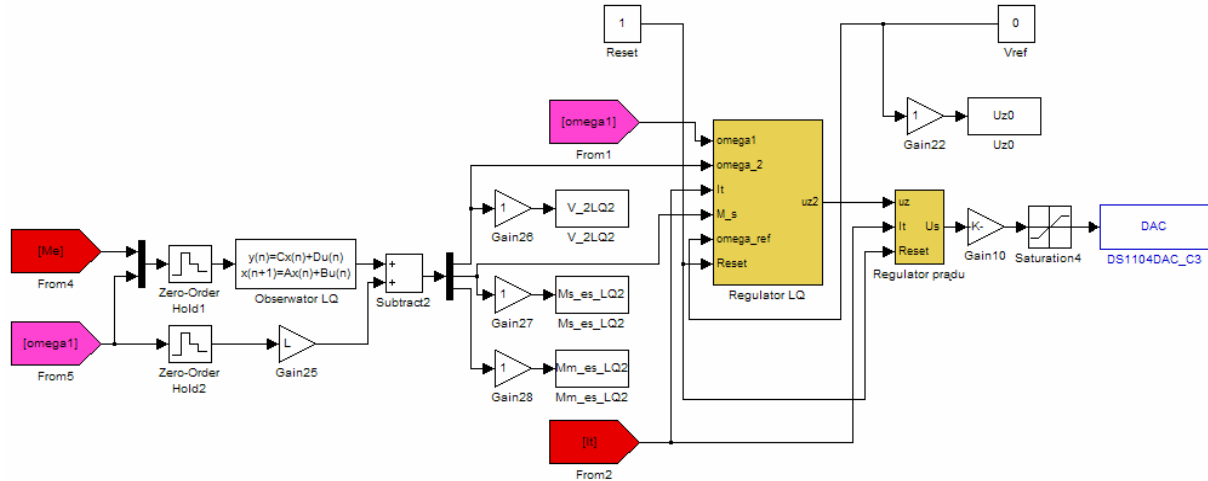 1
Reset
0
Vref
[omega1]
From1
1
Gain22
Uz0
Uz0
omega1
omega_2
It
M_s
omega_ref
Reset
uz2
Regulator LQ
uz
It
Reset
Us
Regulator prądu
K-
Gain10
Saturation4
DAC
DS1104DAC_C3
[Me]
From4
[omega1]
From5
Zero-Order
Hold1
Zero-Order
Hold2
y(n)=Cx(n)+Du(n)
x(n+1)=Ax(n)+Bu(n)
Obserwator LQ
L
Gain25
+
+
Subtract2
1
Gain26
V_2LQ2
V_2LQ2
1
Gain27
Ms_es_LQ2
Ms_es_LQ2
1
Gain28
Mm_es_LQ2
Mm_es_LQ2
[It]
From2